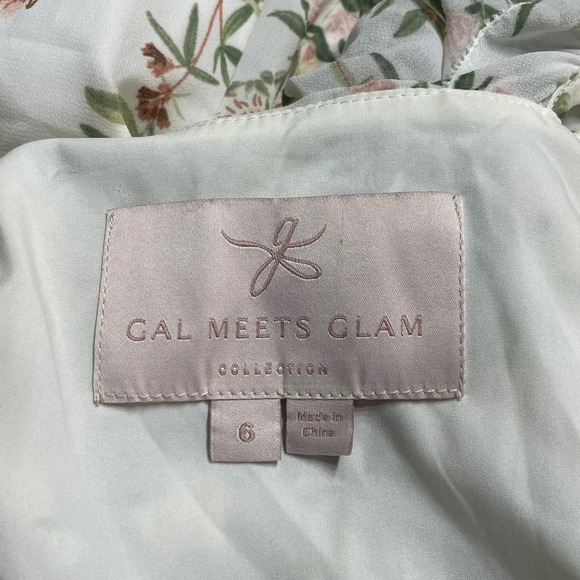 GAL MEETS GLAM
COLLECTION
6
Made in
China